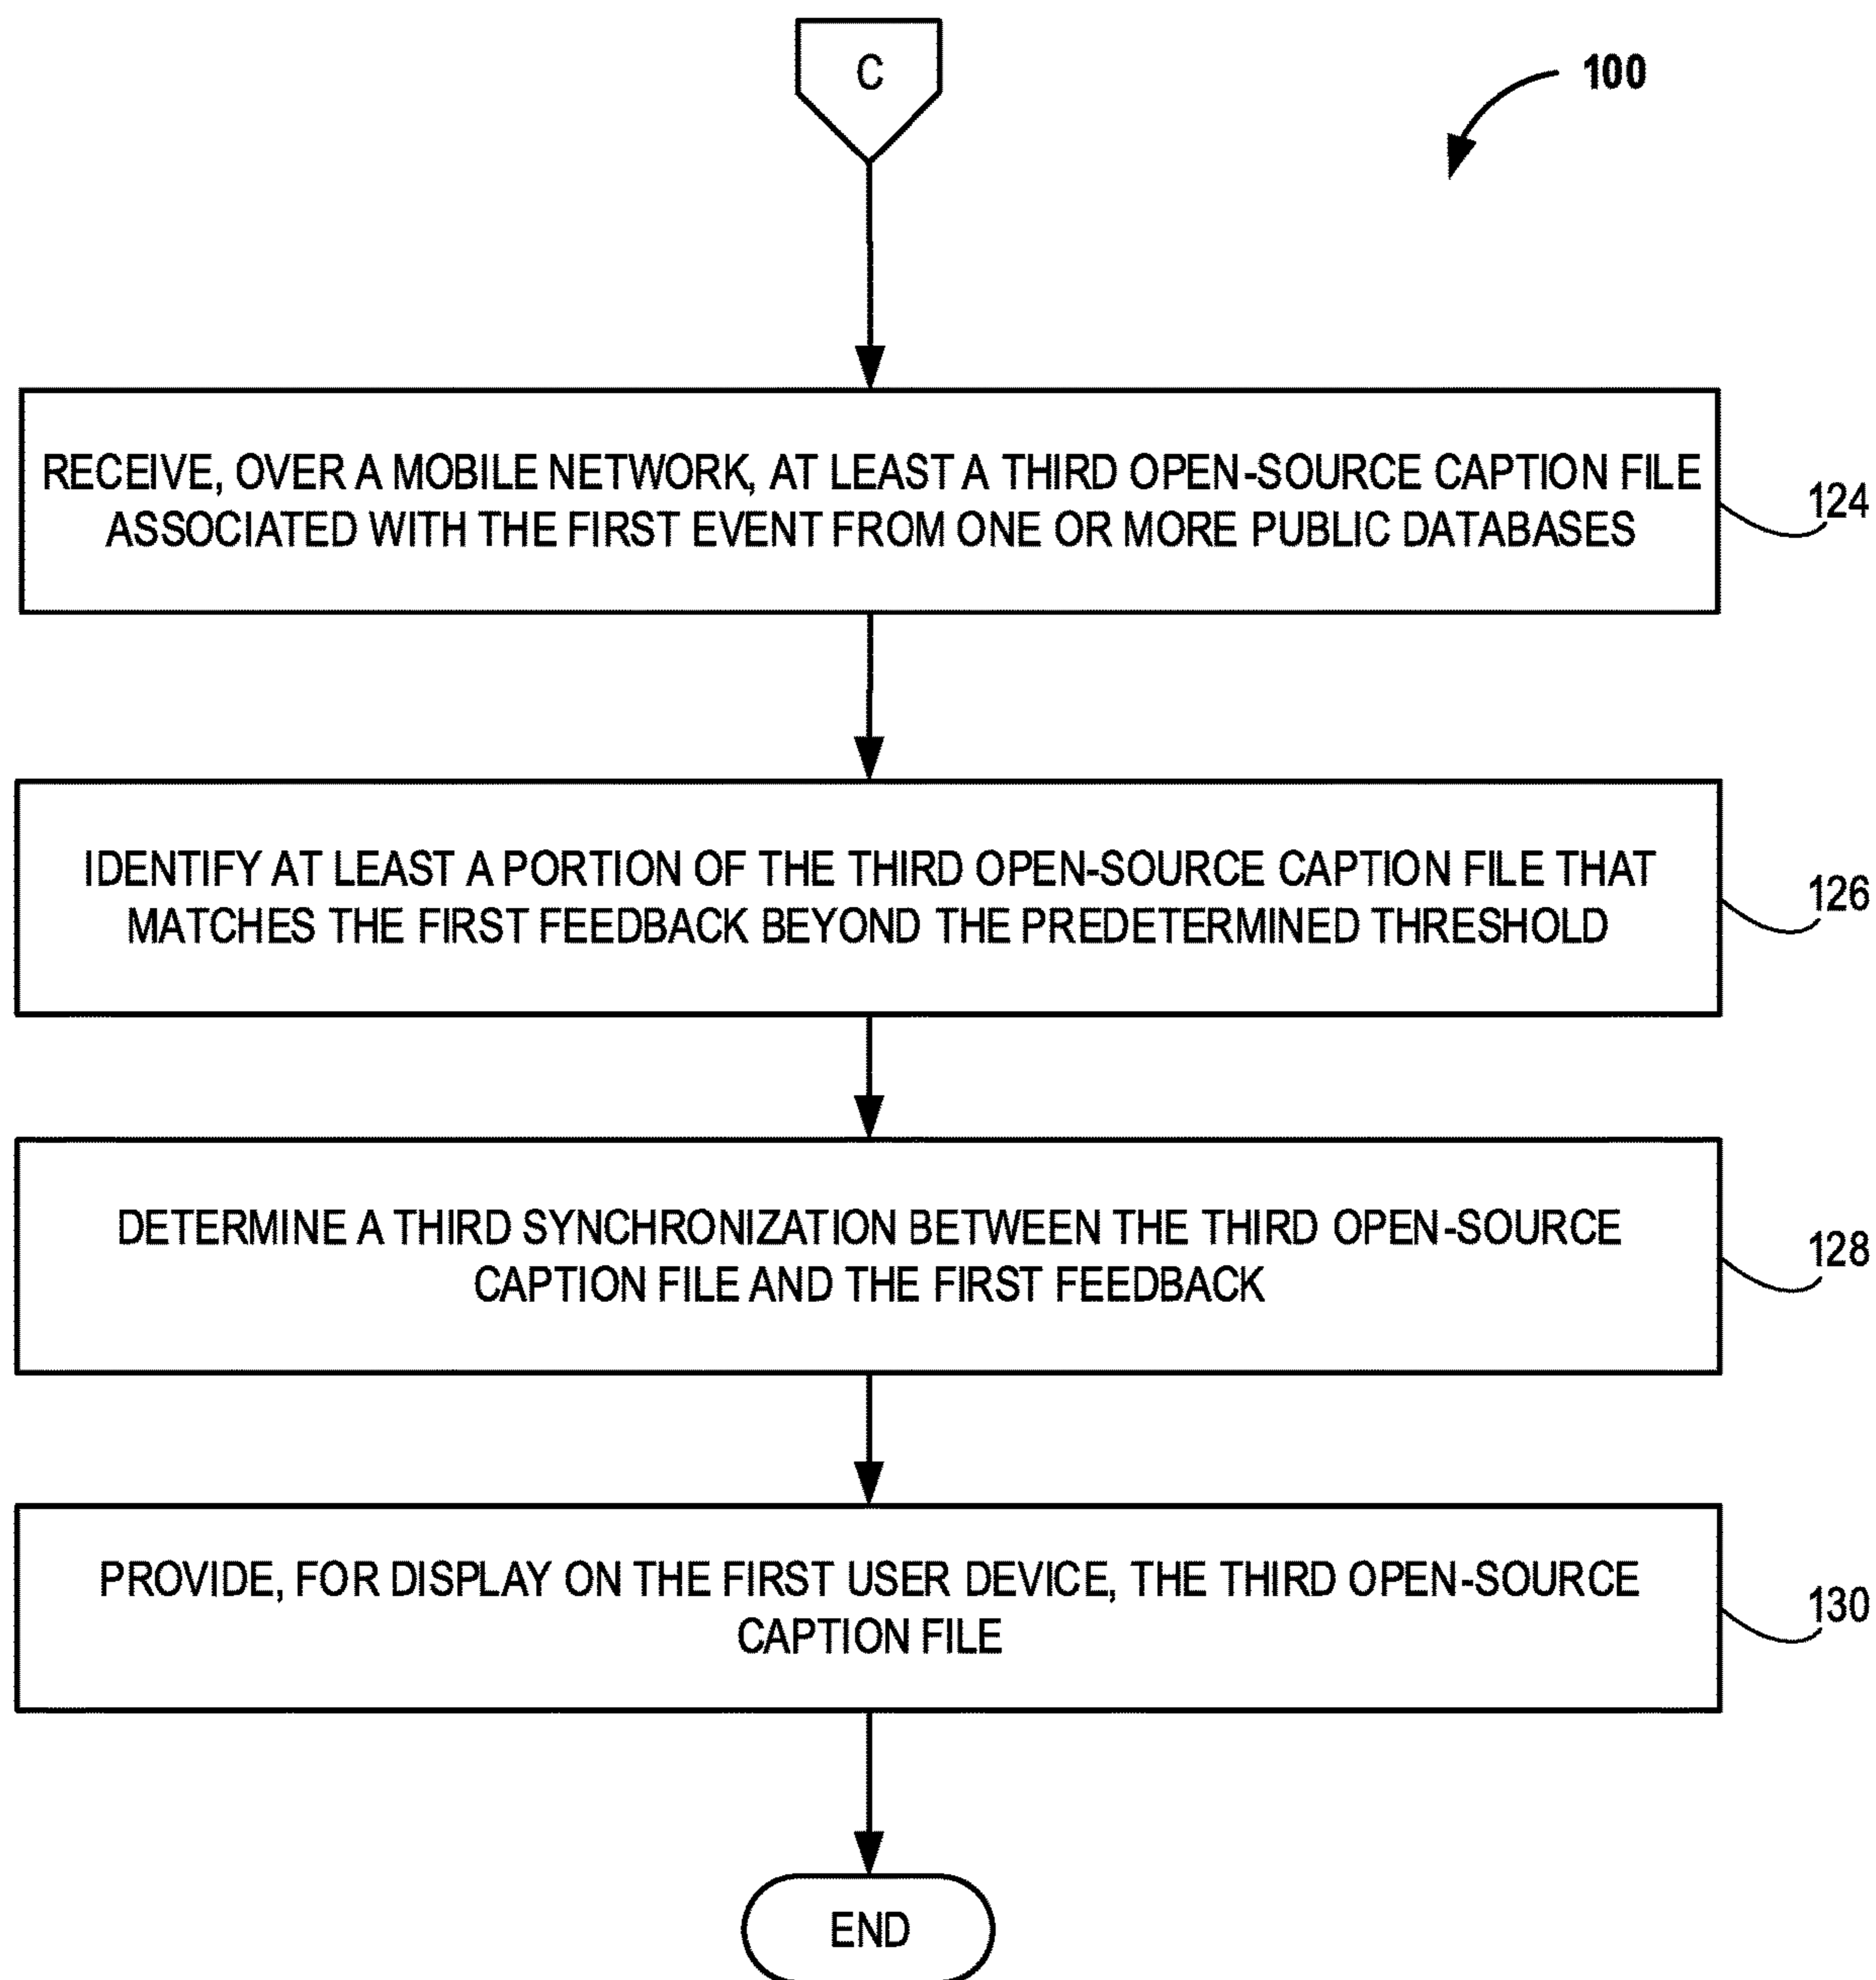 C
100
RECEIVE, OVER A MOBILE NETWORK, AT LEAST A THIRD OPEN-SOURCE CAPTION FILE
ASSOCIATED WITH THE FIRST EVENT FROM ONE OR MORE PUBLIC DATABASES
124
IDENTIFY AT LEAST A PORTION OF THE THIRD OPEN-SOURCE CAPTION FILE THAT
MATCHES THE FIRST FEEDBACK BEYOND THE PREDETERMINED THRESHOLD
126
DETERMINE A THIRD SYNCHRONIZATION BETWEEN THE THIRD OPEN-SOURCE
CAPTION FILE AND THE FIRST FEEDBACK
128
PROVIDE, FOR DISPLAY ON THE FIRST USER DEVICE, THE THIRD OPEN-SOURCE
CAPTION FILE
130
END